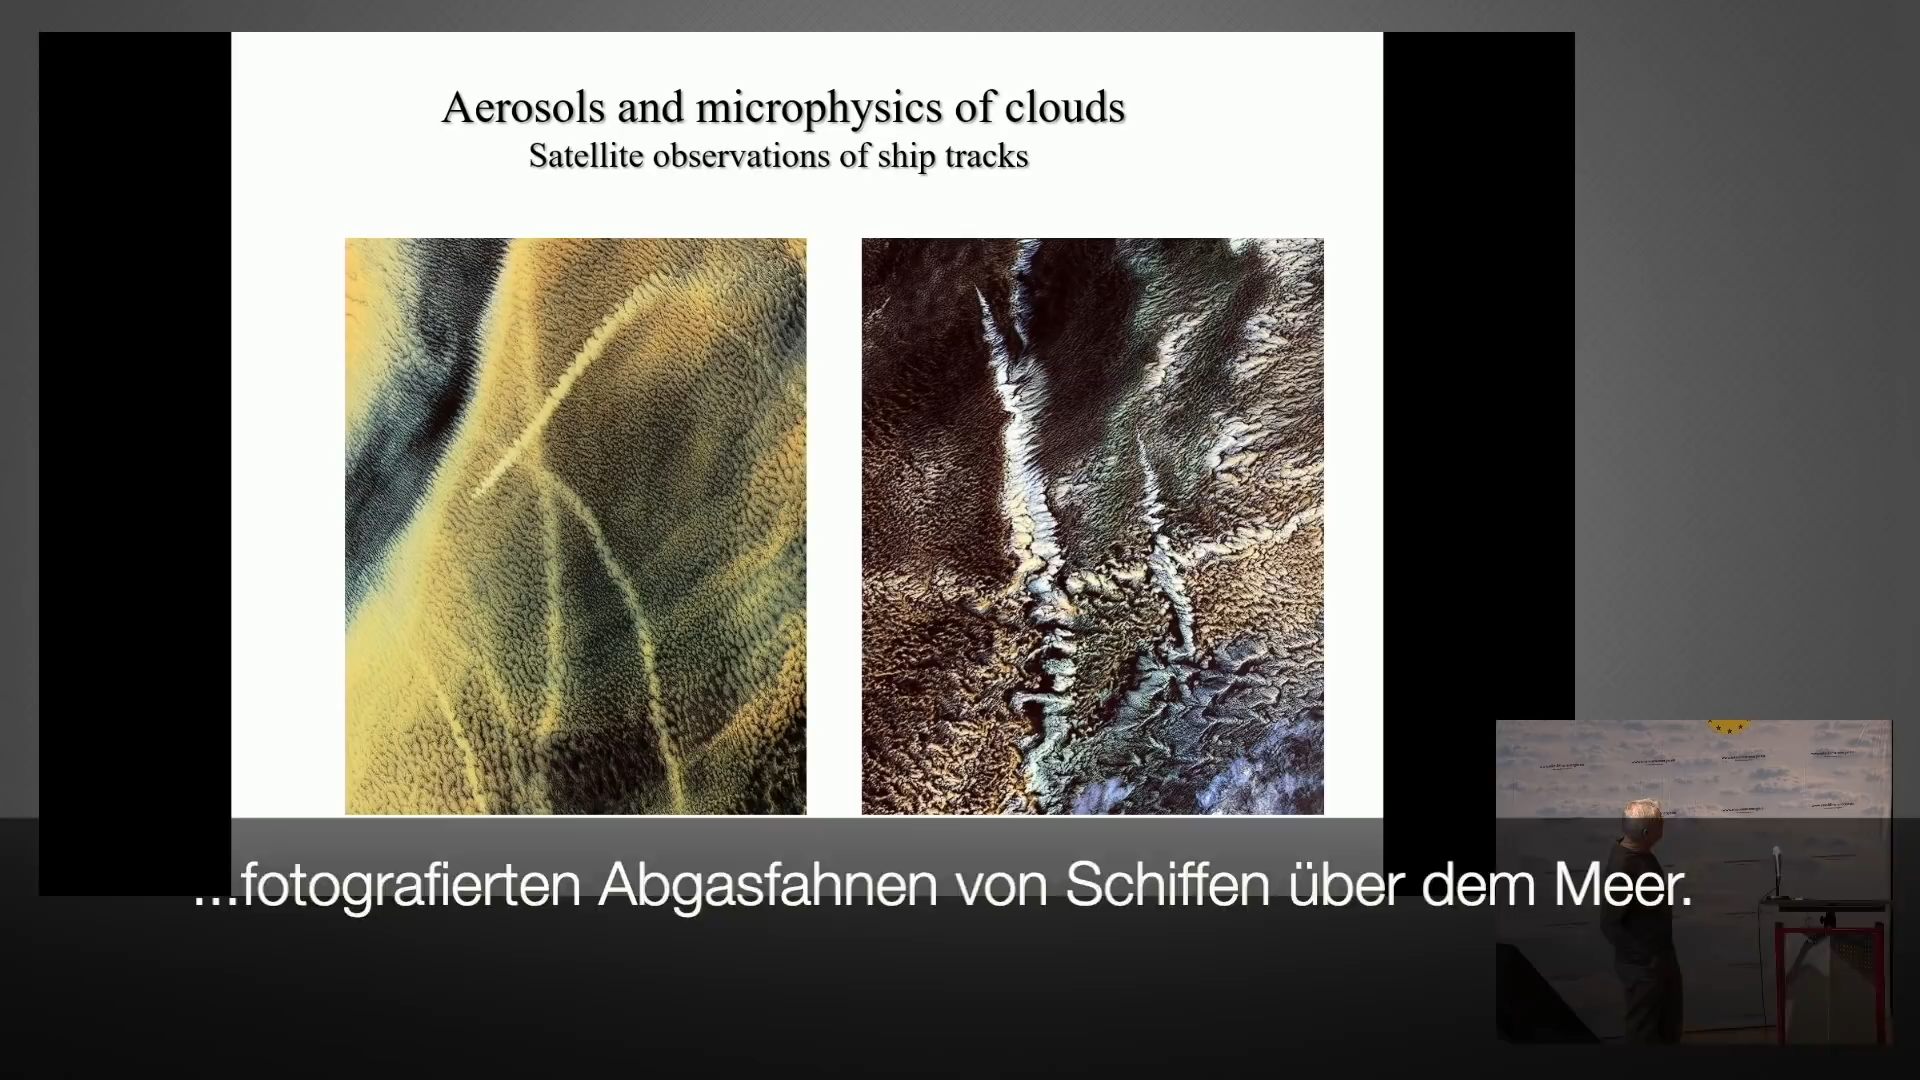 Aerosols and microphysics of clouds
Satellite observations of ship tracks
...fotografierten Abgasfahnen von Schiffen über dem Meer.